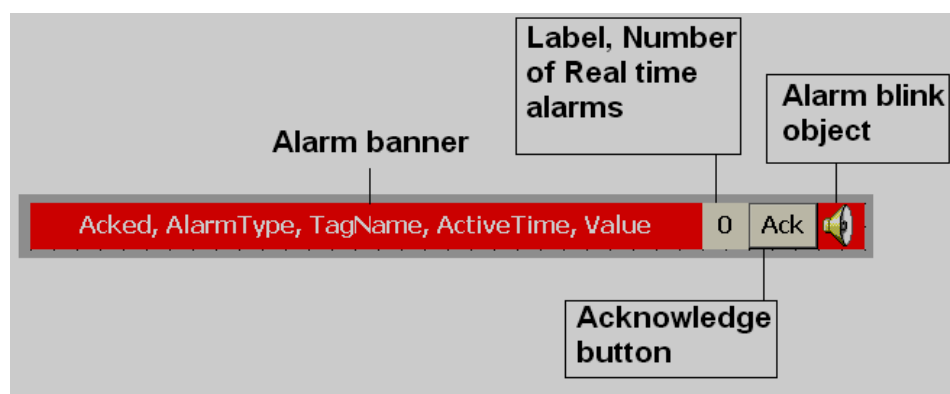 Label, Number
of Real time
alarms
Alarm blink
object
Alarm banner
Acked, AlarmType, TagName, ActiveTime, Value
0
Ack
Acknowledge
button